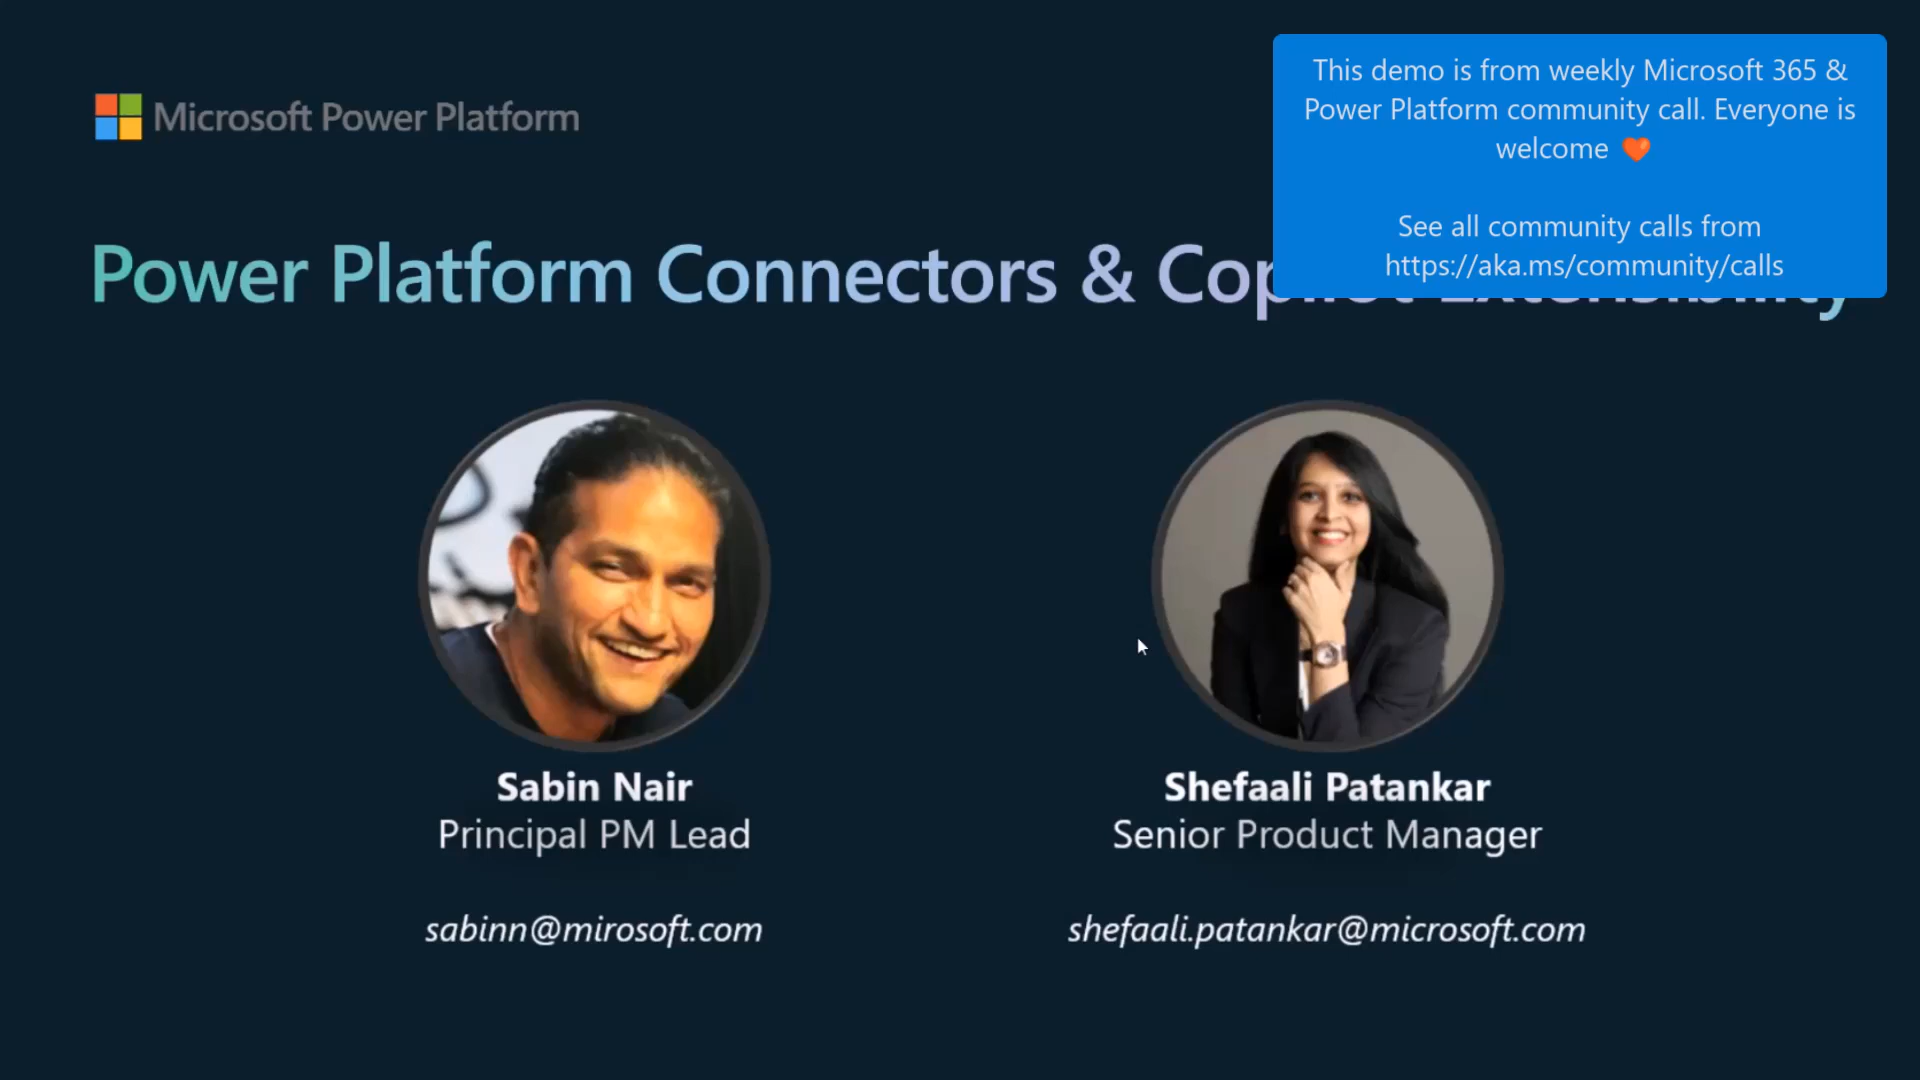 Microsoft Power Platform
This demo is from weekly Microsoft 365 &
Power Platform community call. Everyone is
welcome 🧡
See all community calls from
https://aka.ms/community/calls
Power Platform Connectors &
Sabin Nair
Principal PM Lead
sabinn@mirosoft.com
Shefaali Patankar
Senior Product Manager
shefaali.patankar@microsoft.com